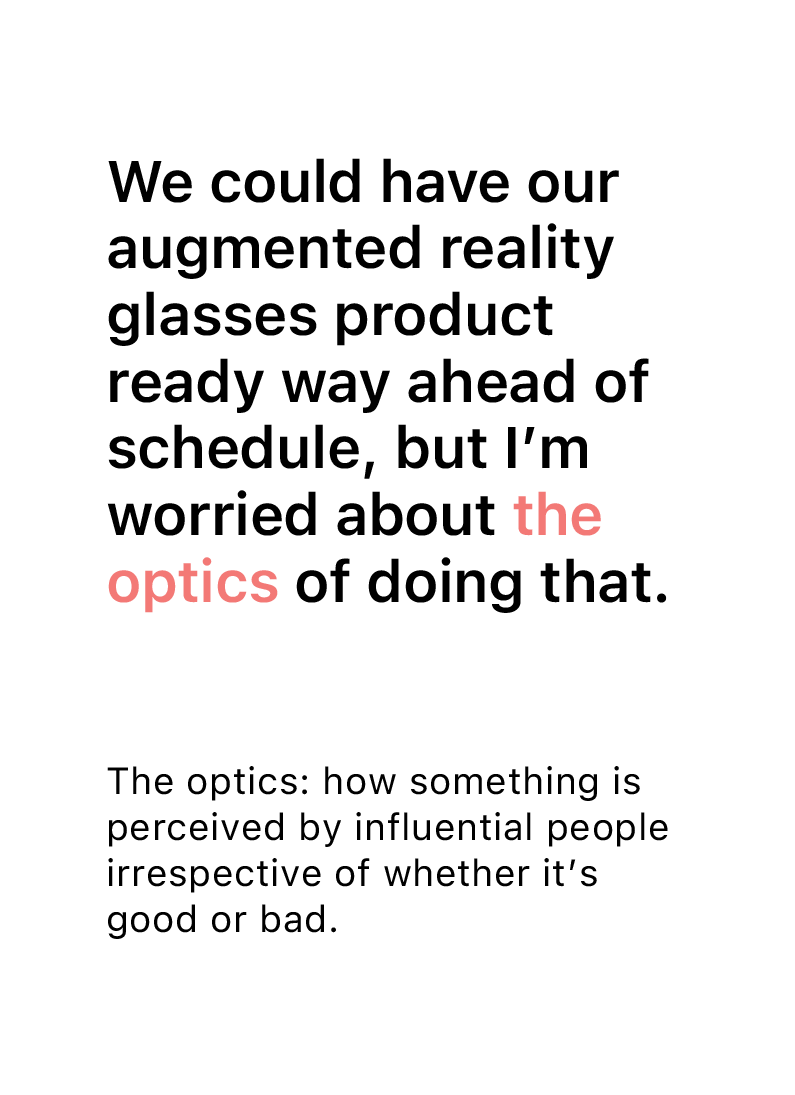 We could have our
augmented reality
glasses product
ready way ahead of
schedule, but I’m
worried about the
optics of doing that.
The optics: how something is
perceived by influential people
irrespective of whether it’s
good or bad.